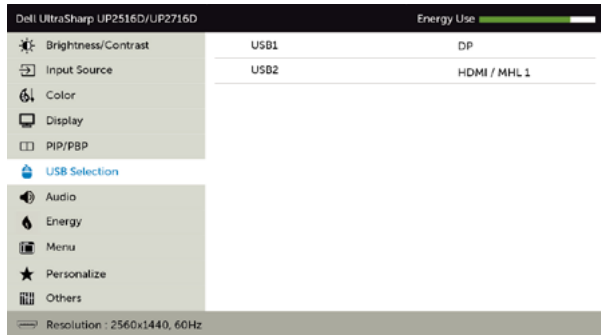 Dell UltraSharp UP2516D/UP2716D Energy Use
Brightness/Contrast USB1 DP
Input Source USB2 HDMI / MHL 1
Color
Display
PIP/PBP
USB Selection
Audio
Energy
Menu
Personalize
Others
Resolution : 2560x1440, 60Hz